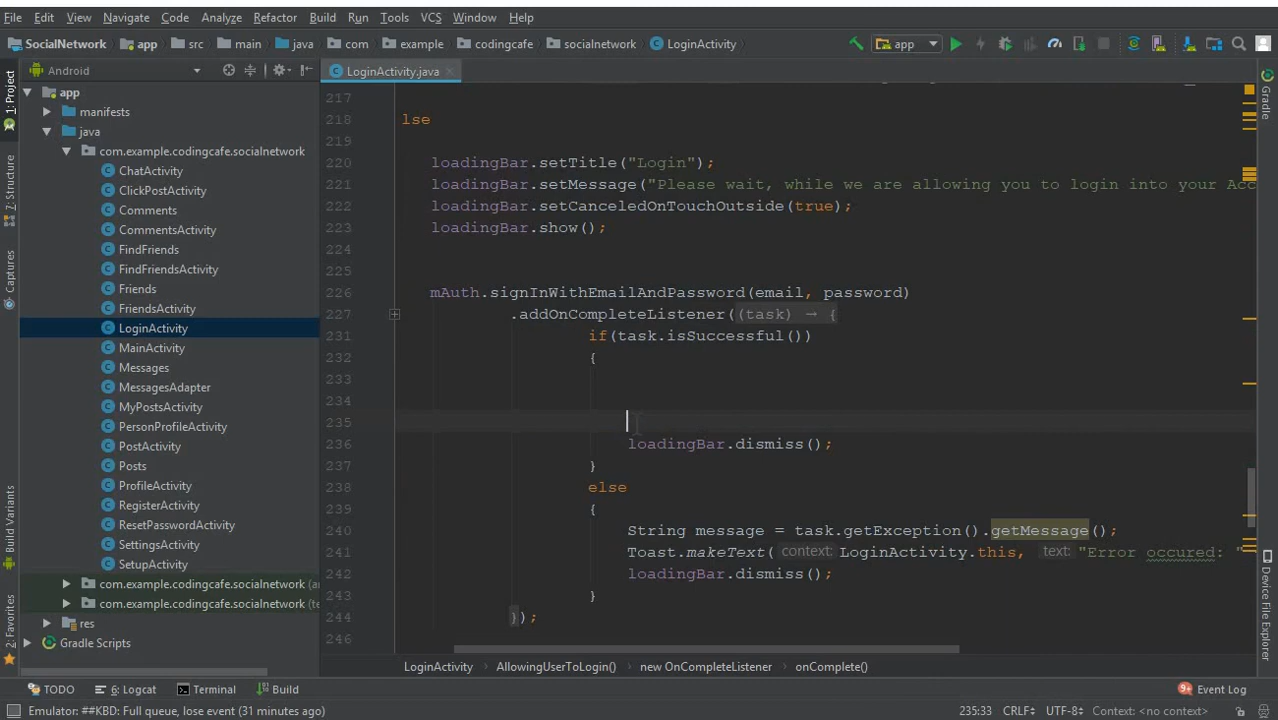 File Edit View Navigate Code Analyze Refactor Build Run Tools VCS Window Help
SocialNetwork app src main java com example codingcafe socialnetwork LoginActivity app
Android
LoginActivity.java
1: Project
7: Structure
Captures
Build Variants
2: Favorites
app
manifests
java
com.example.codingcafe.socialnetwork
ChatActivity
ClickPostActivity
Comments
CommentsActivity
FindFriends
FindFriendsActivity
Friends
FriendsActivity
LoginActivity
MainActivity
Messages
MessagesAdapter
MyPostsActivity
PersonProfileActivity
PostActivity
Posts
ProfileActivity
RegisterActivity
ResetPasswordActivity
SettingsActivity
SetupActivity
com.example.codingcafe.socialnetwork (a
com.example.codingcafe.socialnetwork (te
res
Gradle Scripts
217
218 lse
219
220 loadingBar.setTitle("Login");
221 loadingBar.setMessage("Please wait, while we are allowing you to login into your Acc
222 loadingBar.setCanceledOnTouchOutside(true);
223 loadingBar.show();
224
225
226 mAuth.signInWithEmailAndPassword(email, password)
227 .addOnCompleteListener((task) → {
231 if(task.isSuccessful())
232 {
233
234
235
236 loadingBar.dismiss();
237 }
238 else
239 {
240 String message = task.getException().getMessage();
241 Toast.makeText( context: LoginActivity.this, text: "Error occured: "
242 loadingBar.dismiss();
243 }
244 });
246
Gradle
Device File Explorer
LoginActivity AllowingUserToLogin() new OnCompleteListener onComplete()
TODO 6: Logcat Terminal Build 9+ Event Log
Emulator: ##KBD: Full queue, lose event (31 minutes ago) 235:33 CRLF÷ UTF-8÷ Context: <no context>